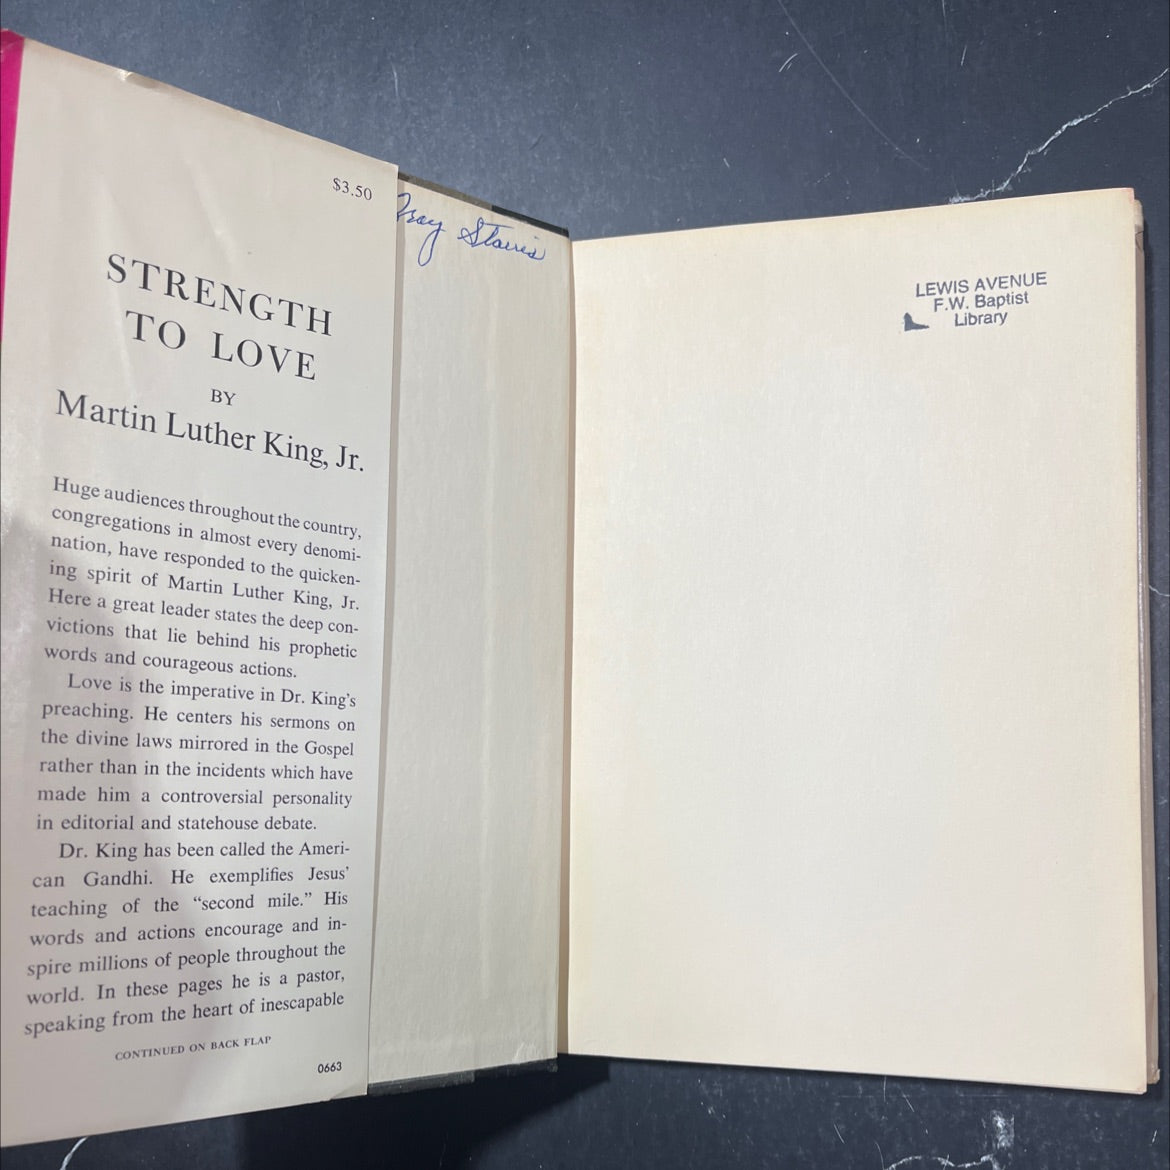 $3.50
STRENGTH
TO LOVE
BY
Martin Luther King, Jr.
Huge audiences throughout the country,
congregations in almost every denomi-
nation, have responded to the quicken-
ing spirit of Martin Luther King, Jr.
Here a great leader states the deep con-
victions that lie behind his prophetic
words and courageous actions.
Love is the imperative in Dr. King's
preaching. He centers his sermons on
the divine laws mirrored in the Gospel
rather than in the incidents which have
made him a controversial personality
in editorial and statehouse debate.
Dr. King has been called the Ameri-
can Gandhi. He exemplifies Jesus'
teaching of the “second mile.” His
words and actions encourage and in-
spire millions of people throughout the
world. In these pages he is a pastor,
speaking from the heart of inescapable
CONTINUED ON BACK FLAP
0663
LEWIS AVENUE
F.W. Baptist
Library